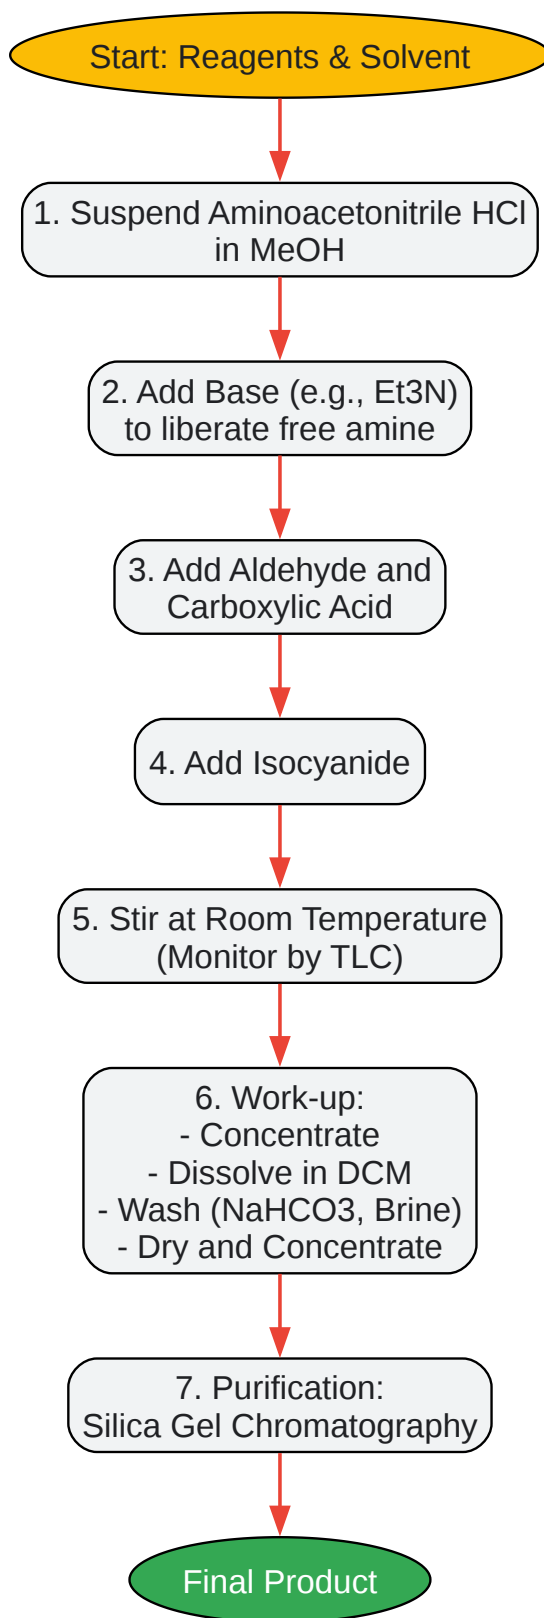 Start: Reagents & Solvent
1. Suspend Aminoacetonitrile HCl
in MeOH
2. Add Base (e.g., Et3N)
to liberate free amine
3. Add Aldehyde and
Carboxylic Acid
4. Add Isocyanide
5. Stir at Room Temperature
(Monitor by TLC)
6. Work-up:
- Concentrate
- Dissolve in DCM
- Wash (NaHCO3, Brine)
- Dry and Concentrate
7. Purification:
Silica Gel Chromatography
Final Product